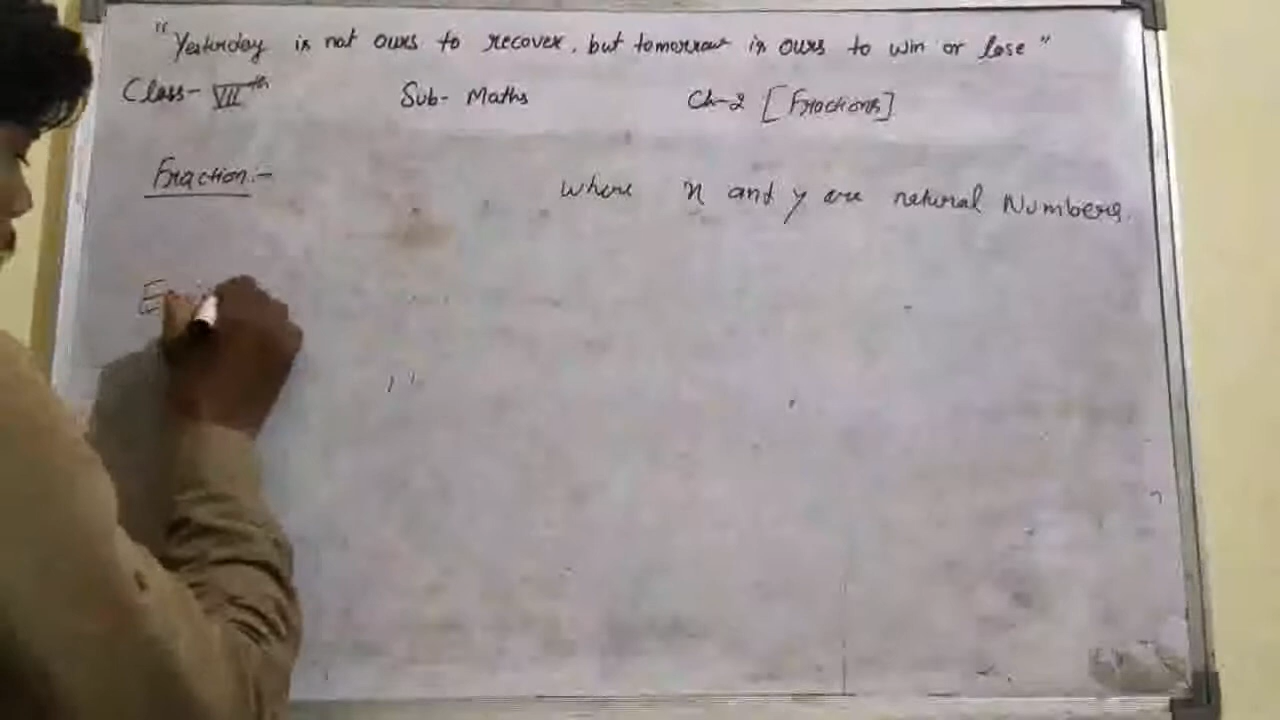 "Yesterday is not ours to recover, but tomorrow is ours to win or lose"
Class- VIIth Sub- Maths Ch-2 [Fractions]
Fraction:-
where x and y are natural Numbers.